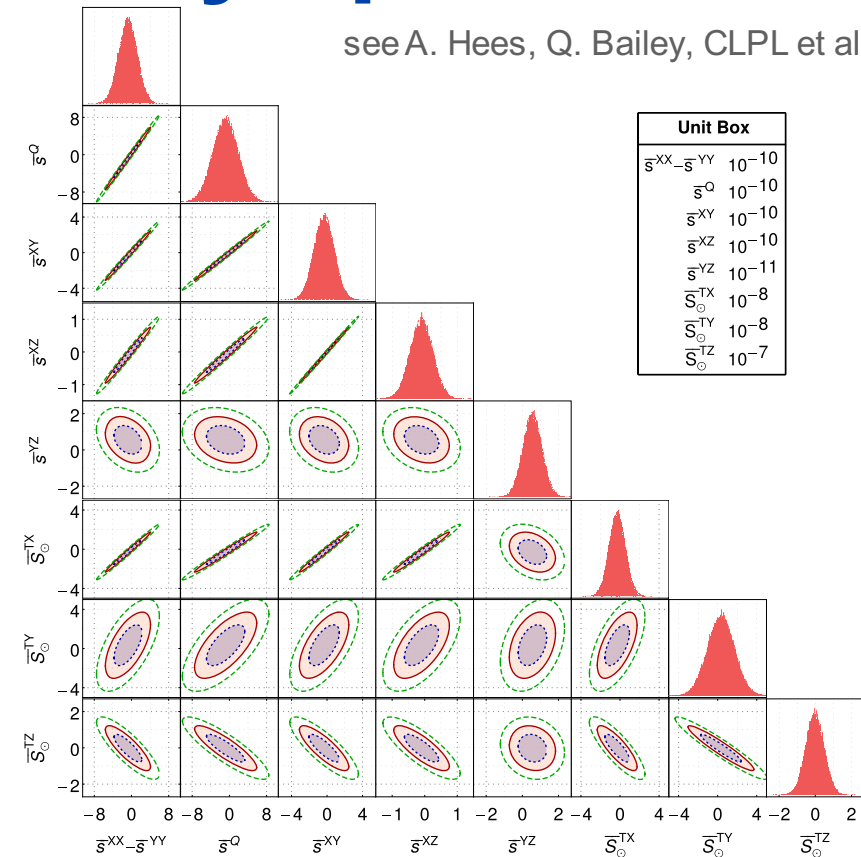 see A. Hees, Q. Bailey, CLPL et al
Unit Box
s̅^XX−s̅^YY 10^−10
s̅^Q 10^−10
s̅^XY 10^−10
s̅^XZ 10^−10
s̅^YZ 10^−11
S̅_⊙^TX 10^−8
S̅_⊙^TY 10^−8
S̅_⊙^TZ 10^−7
s̅^Q
8
0
−8
s̅^XY
4
0
−4
s̅^XZ
1
0
−1
s̅^YZ
2
0
−2
S̅_⊙^TX
4
0
−4
S̅_⊙^TY
4
0
−4
S̅_⊙^TZ
2
0
−2
−8 0 8 −8 0 8 −4 0 4 −1 0 1 −2 0 2 −4 0 4 −4 0 4 −2 0 2
s̅^XX−s̅^YY s̅^Q s̅^XY s̅^XZ s̅^YZ S̅_⊙^TX S̅_⊙^TY S̅_⊙^TZ